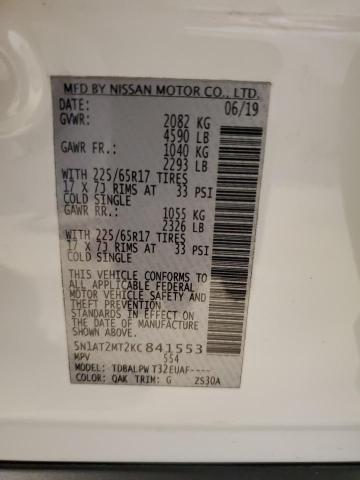 MFD BY NISSAN MOTOR CO., LTD.
DATE: 06/19
GVWR: 2082 KG
4590 LB
GAWR FR.: 1040 KG
2293 LB
WITH 225/65R17 TIRES
17 X 7J RIMS AT 33 PSI
COLD SINGLE
GAWR RR.: 1055 KG
2326 LB
WITH 225/65R17 TIRES
17 X 7J RIMS AT 33 PSI
COLD SINGLE
THIS VEHICLE CONFORMS TO
ALL APPLICABLE FEDERAL
MOTOR VEHICLE SAFETY AND
THEFT PREVENTION
STANDARDS IN EFFECT ON
THE DATE OF MANUFACTURE
SHOWN ABOVE.
5N1AT2MT2KC841553
MPV 554
MODEL: TDBALPW T32EUAF----
COLOR: QAK TRIM: G 2S30A